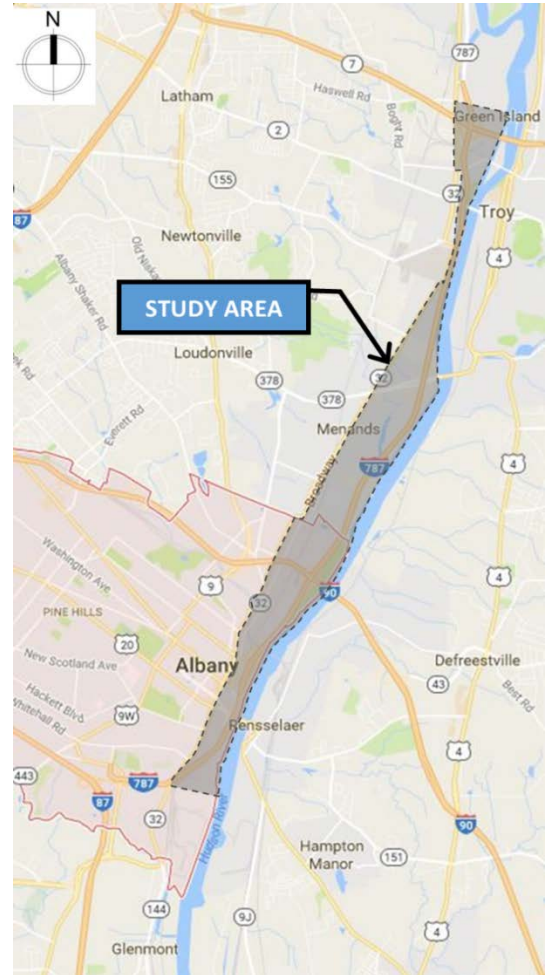 N
787
7
Latham
Haswell Rd
Green Island
Boght Rd
2
155
32
Troy
87
Newtonville
4
Albany Shaker Rd
STUDY AREA
Loudonville
32
378
378
Everett Rd
Menands
4
787
Broadway
Washington Ave
9
90
4
32
PINE HILLS
20
New Scotland Ave
Albany
Defreestville
43
Hackett Blvd
9W
Best Rd
Whitehall Rd
Rensselaer
4
443
787
87
32
90
Hudson River
Hampton
Manor
151
144
9J
4
Glenmont